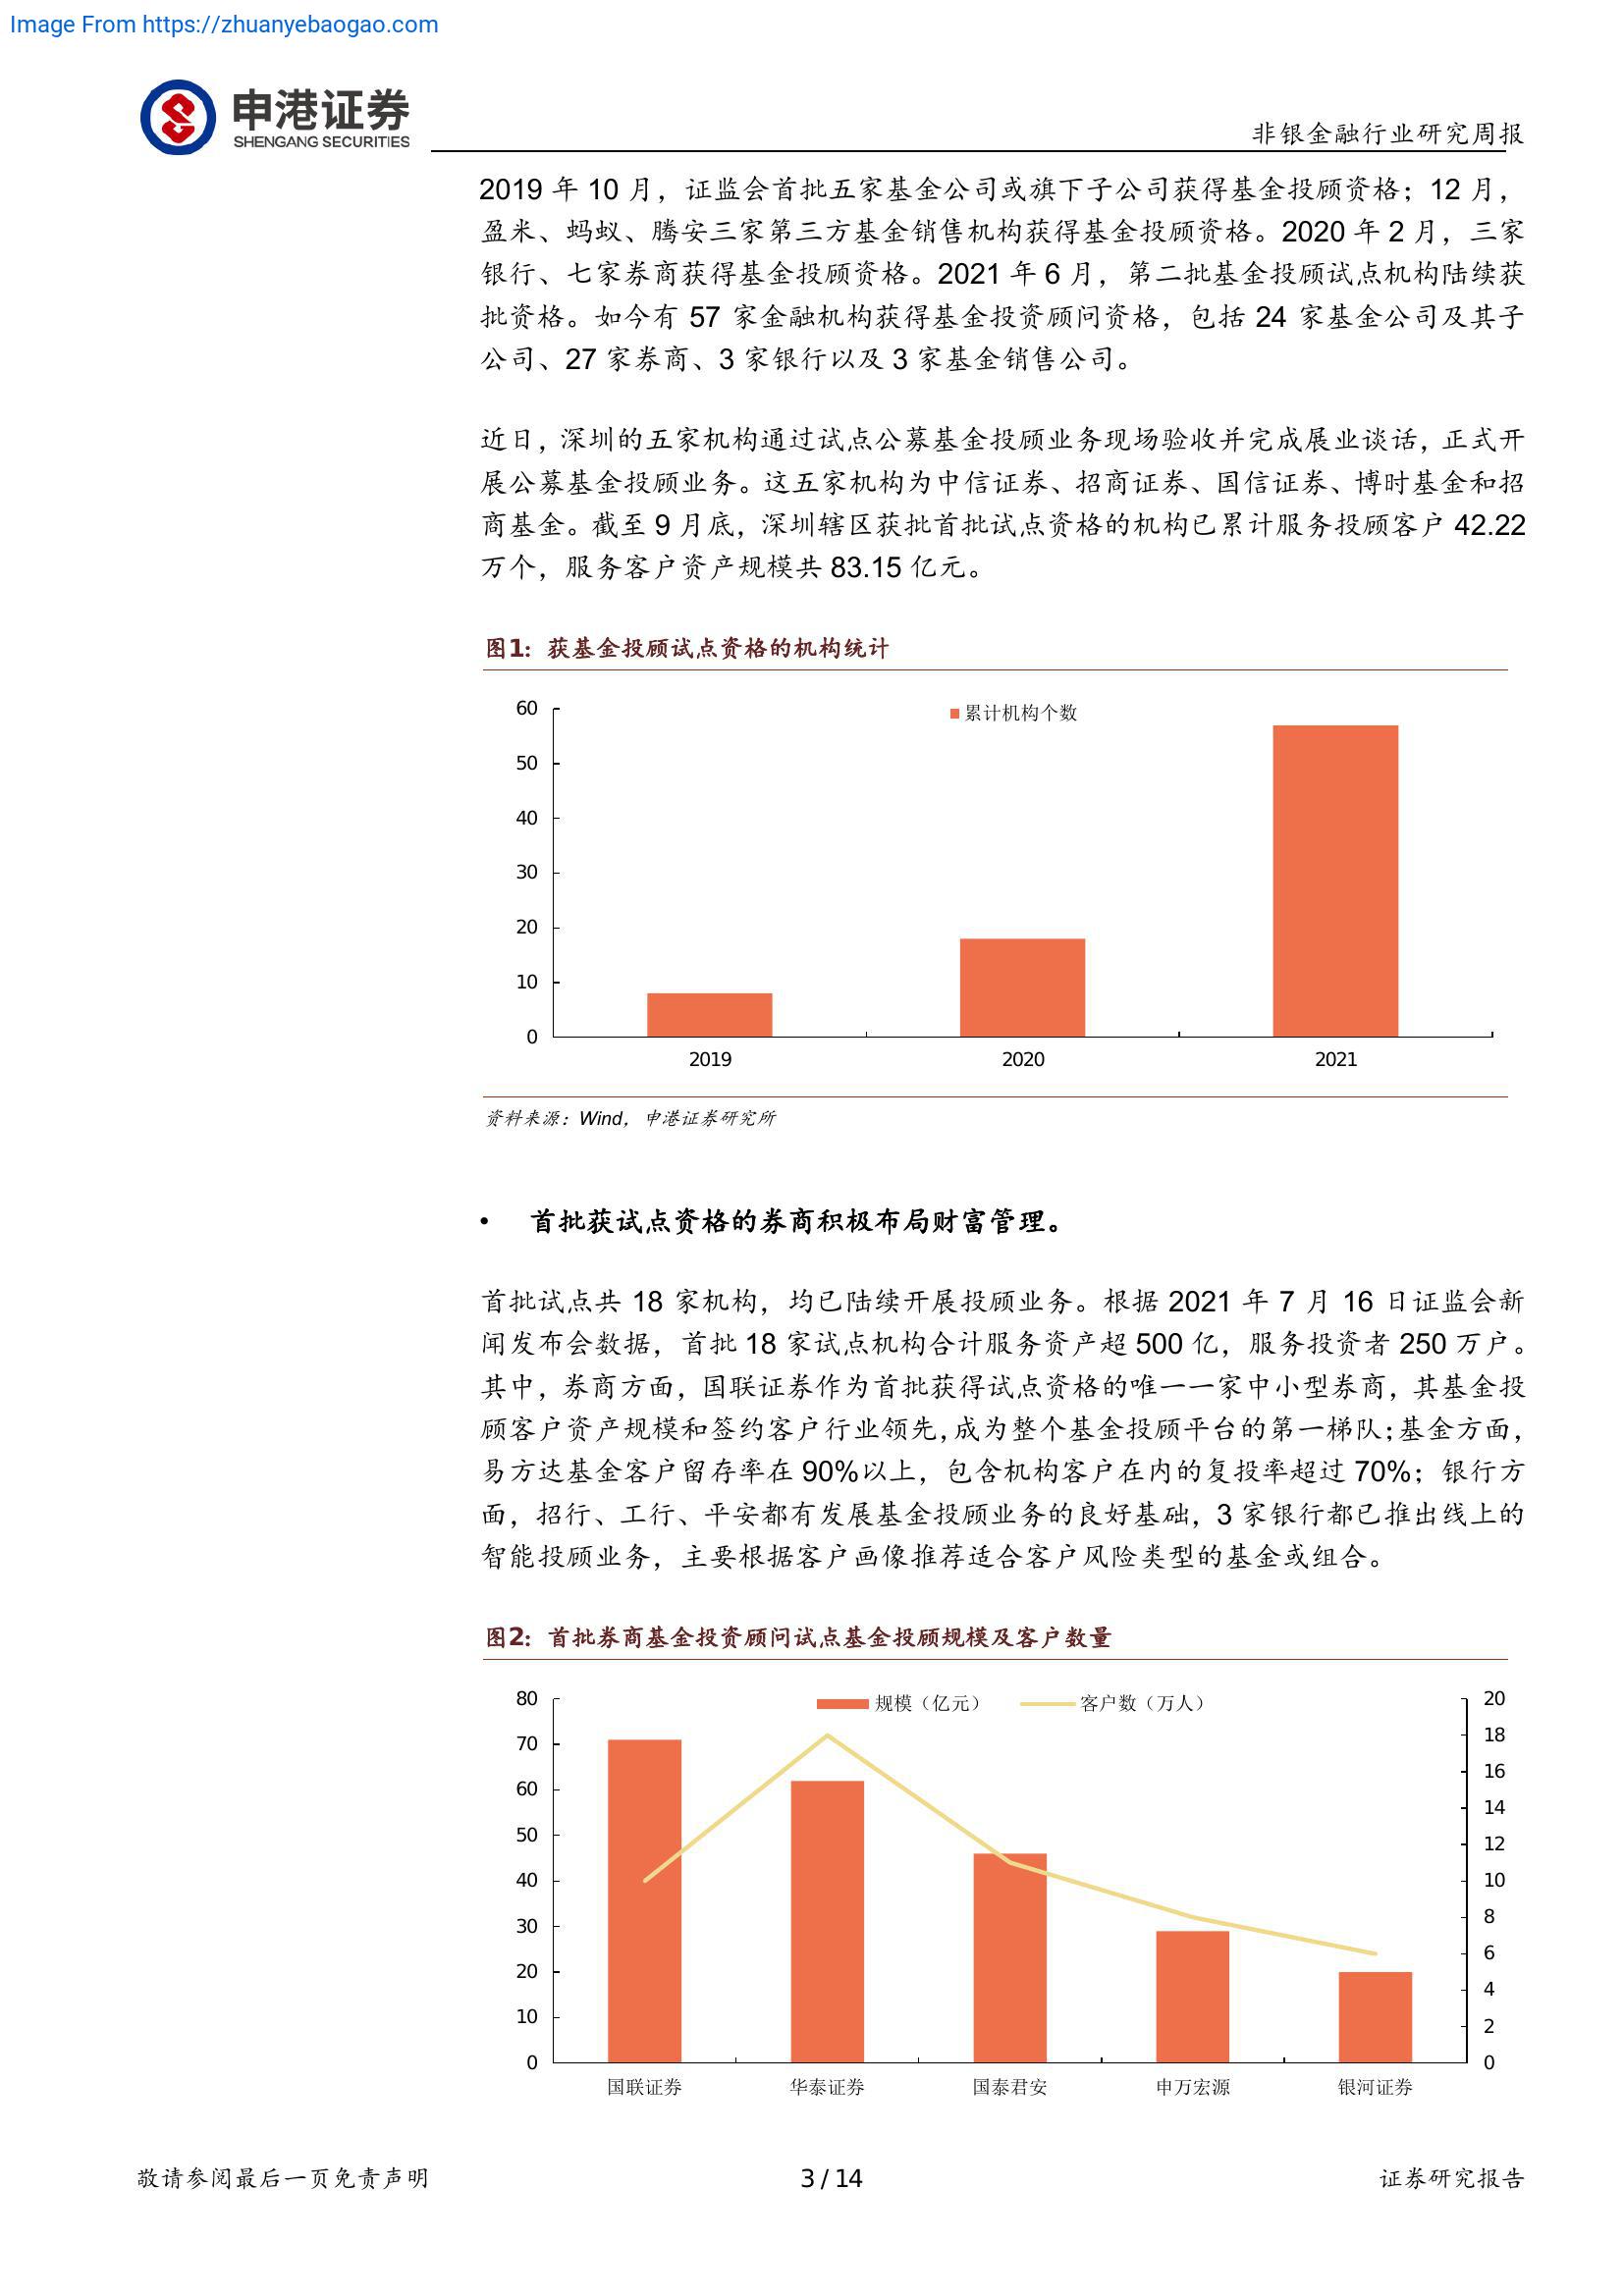 Image From https://zhuanyebaogao.com
申港证券
SHENGANG SECURITIES
非银金融行业研究周报
2019 年 10 月，证监会首批五家基金公司或旗下子公司获得基金投顾资格；12 月，
盈米、蚂蚁、腾安三家第三方基金销售机构获得基金投顾资格。2020 年 2 月，三家
银行、七家券商获得基金投顾资格。2021 年 6 月，第二批基金投顾试点机构陆续获
批资格。如今有 57 家金融机构获得基金投资顾问资格，包括 24 家基金公司及其子
公司、27 家券商、3 家银行以及 3 家基金销售公司。
近日，深圳的五家机构通过试点公募基金投顾业务现场验收并完成展业谈话，正式开
展公募基金投顾业务。这五家机构为中信证券、招商证券、国信证券、博时基金和招
商基金。截至 9 月底，深圳辖区获批首批试点资格的机构已累计服务投顾客户 42.22
万个，服务客户资产规模共 83.15 亿元。
图1：获基金投顾试点资格的机构统计
累计机构个数
60
50
40
30
20
10
0
2019 2020 2021
资料来源：Wind，申港证券研究所
• 首批获试点资格的券商积极布局财富管理。
首批试点共 18 家机构，均已陆续开展投顾业务。根据 2021 年 7 月 16 日证监会新
闻发布会数据，首批 18 家试点机构合计服务资产超 500 亿，服务投资者 250 万户。
其中，券商方面，国联证券作为首批获得试点资格的唯一一家中小型券商，其基金投
顾客户资产规模和签约客户行业领先，成为整个基金投顾平台的第一梯队；基金方面，
易方达基金客户留存率在 90%以上，包含机构客户在内的复投率超过 70%；银行方
面，招行、工行、平安都有发展基金投顾业务的良好基础，3 家银行都已推出线上的
智能投顾业务，主要根据客户画像推荐适合客户风险类型的基金或组合。
图2：首批券商基金投资顾问试点基金投顾规模及客户数量
规模（亿元） 客户数（万人）
80
70
60
50
40
30
20
10
0
20
18
16
14
12
10
8
6
4
2
0
国联证券 华泰证券 国泰君安 申万宏源 银河证券
敬请参阅最后一页免责声明 3 / 14 证券研究报告